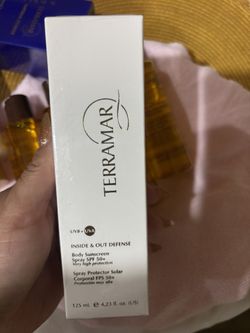 TERRAMAR
UVB+ UVA
INSIDE & OUT DEFENSE
Body Sunscreen
Spray SPF 50+
Very high protection
Spray Protector Solar
Corporal FPS 50+
Protección muy alta
125 ml e 4.23 fl. oz. (US)